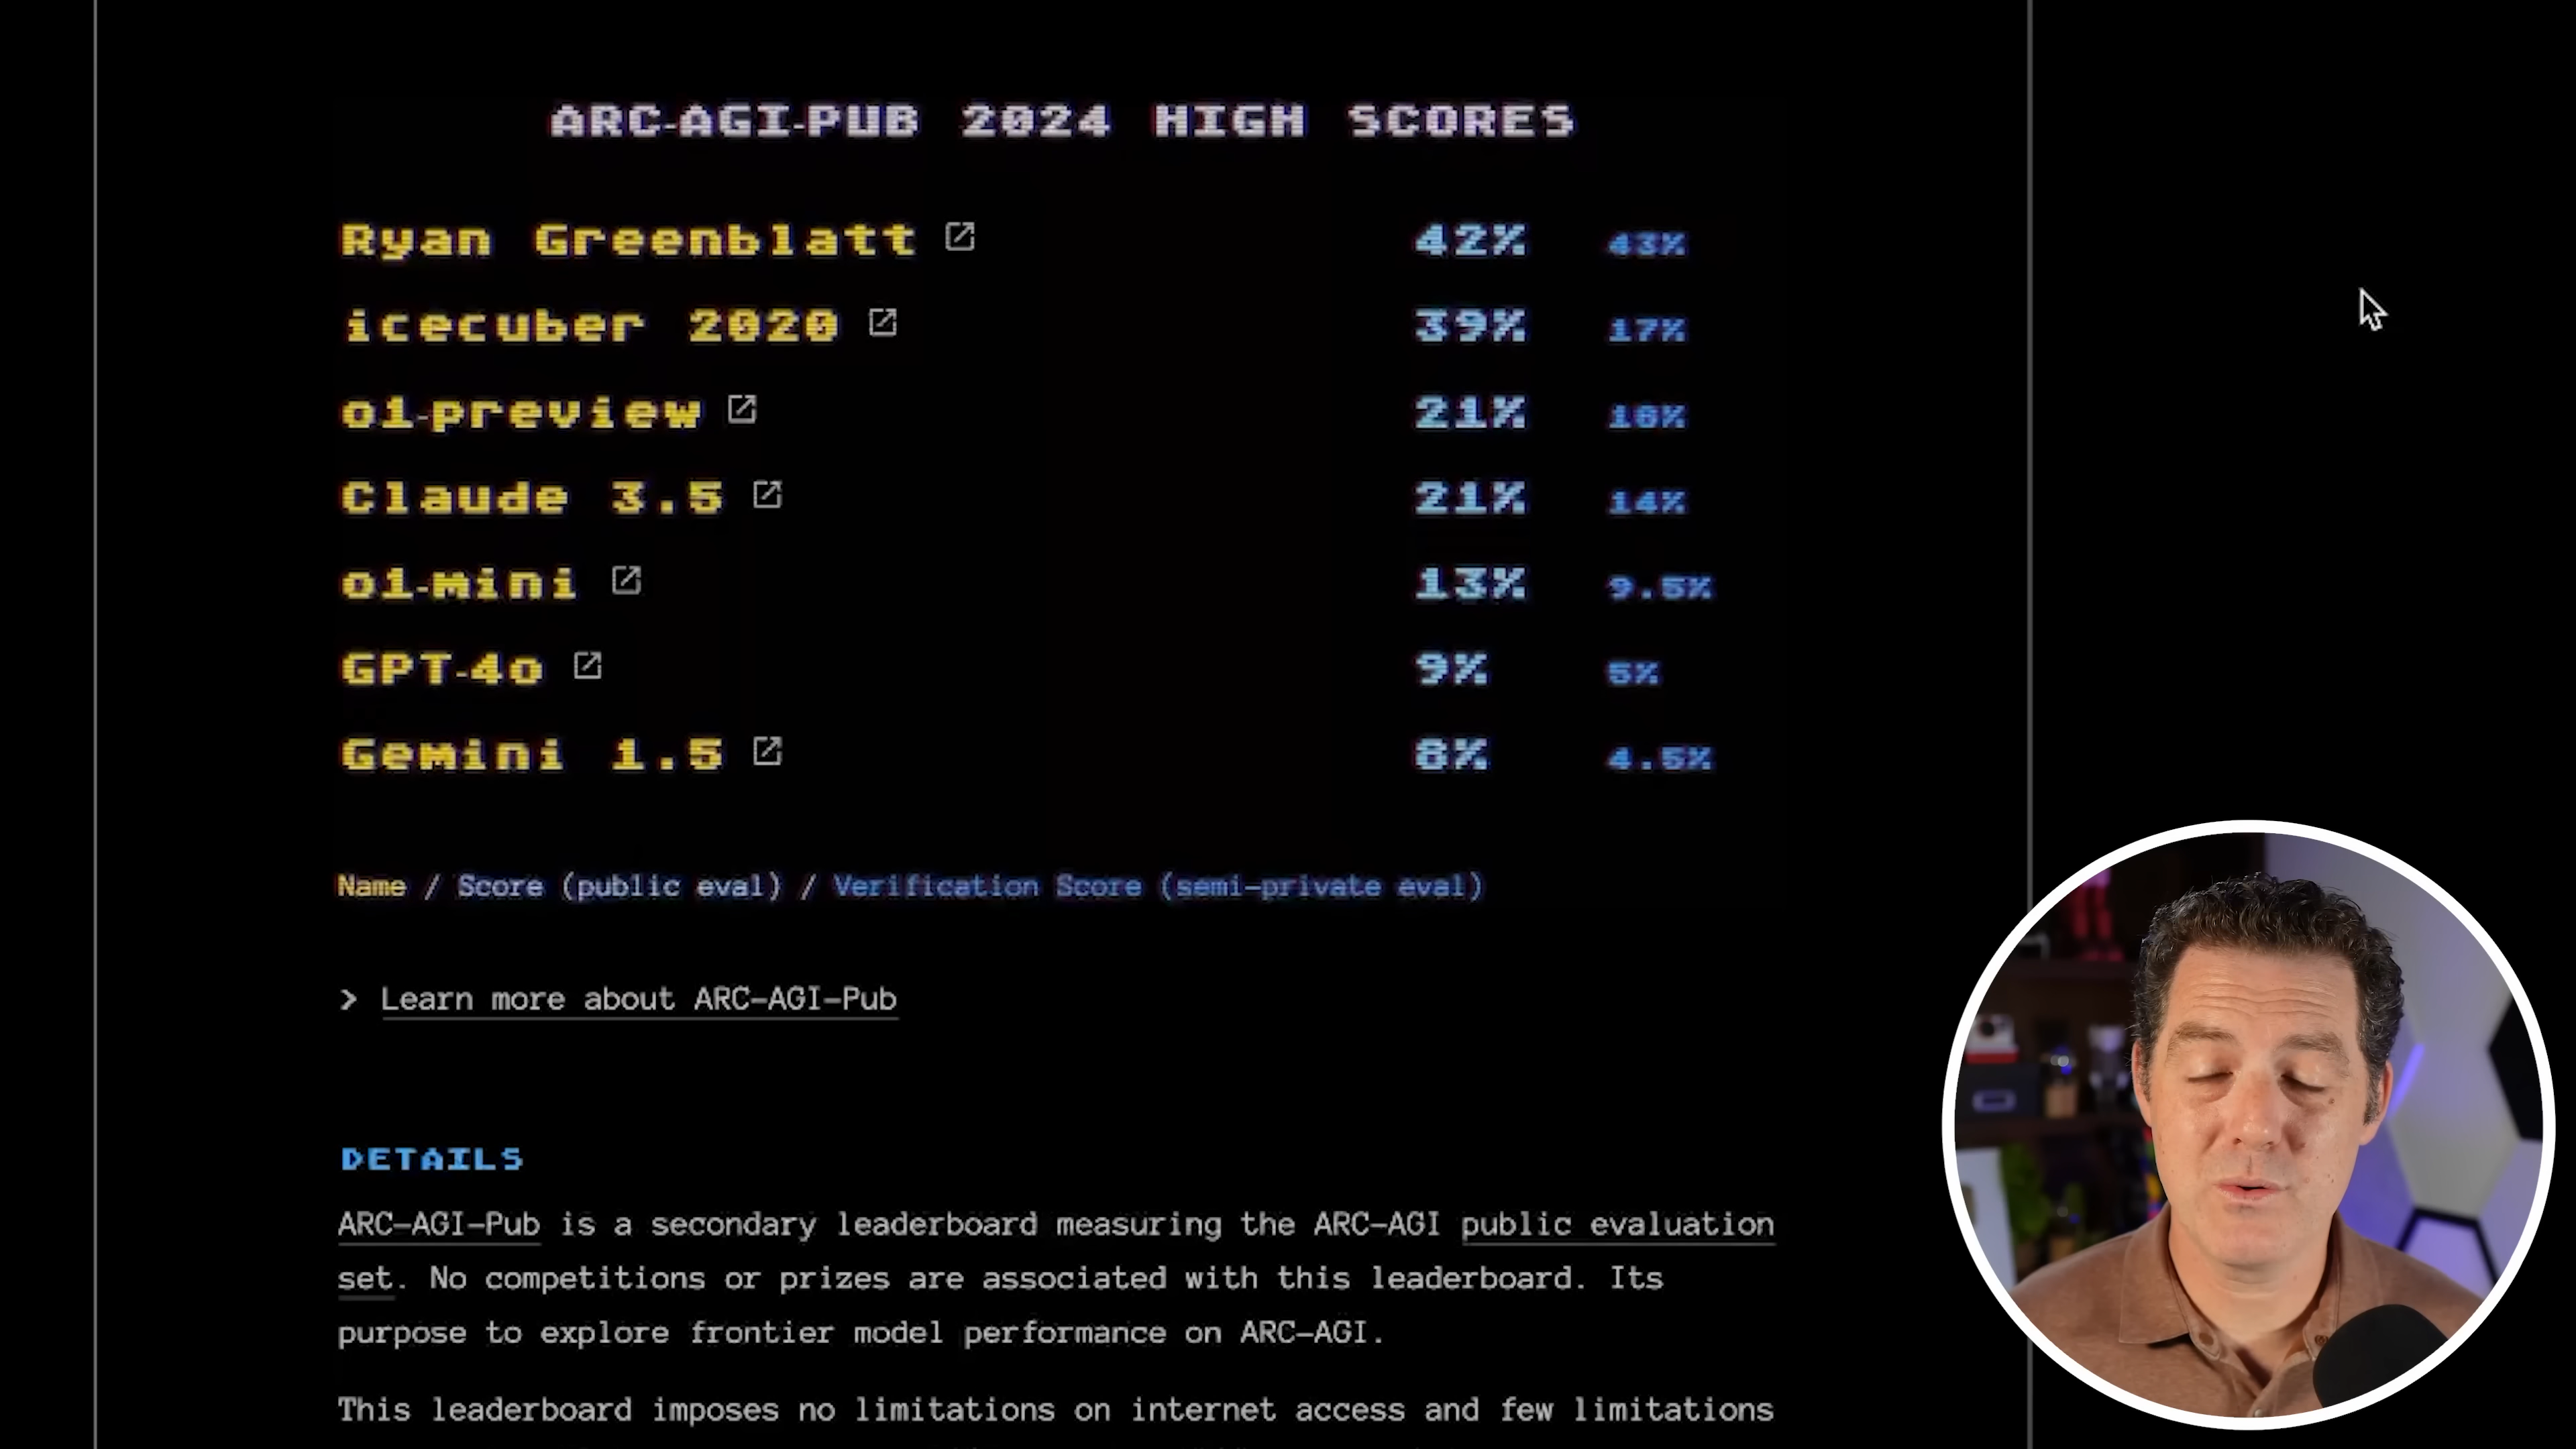 ARC-AGI-PUB 2024 HIGH SCORES
Ryan Greenblatt 42% 43%
icecuber 2020 39% 17%
o1-preview 21% 18%
Claude 3.5 21% 14%
o1-mini 13% 9.5%
GPT-4o 9% 5%
Gemini 1.5 8% 4.5%
Name / Score (public eval) / Verification Score (semi-private eval)
> Learn more about ARC-AGI-Pub
DETAILS
ARC-AGI-Pub is a secondary leaderboard measuring the ARC-AGI public evaluation
set. No competitions or prizes are associated with this leaderboard. Its
purpose to explore frontier model performance on ARC-AGI.
This leaderboard imposes no limitations on internet access and few limitations